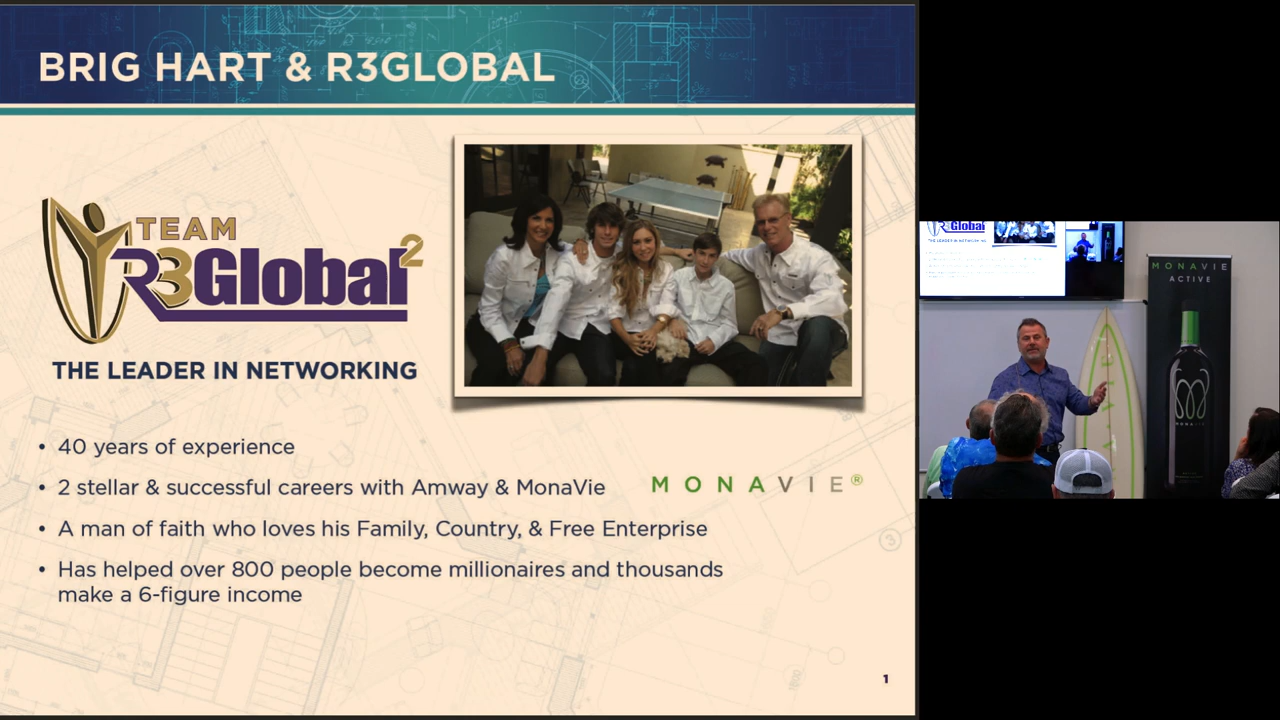 BRIG HART & R3GLOBAL
TEAM
R3Global²
THE LEADER IN NETWORKING
• 40 years of experience
• 2 stellar & successful careers with Amway & MonaVie
MONAVIE®
• A man of faith who loves his Family, Country, & Free Enterprise
• Has helped over 800 people become millionaires and thousands
make a 6-figure income
1
Global
MONAVIE
ACTIVE
MONAVIE